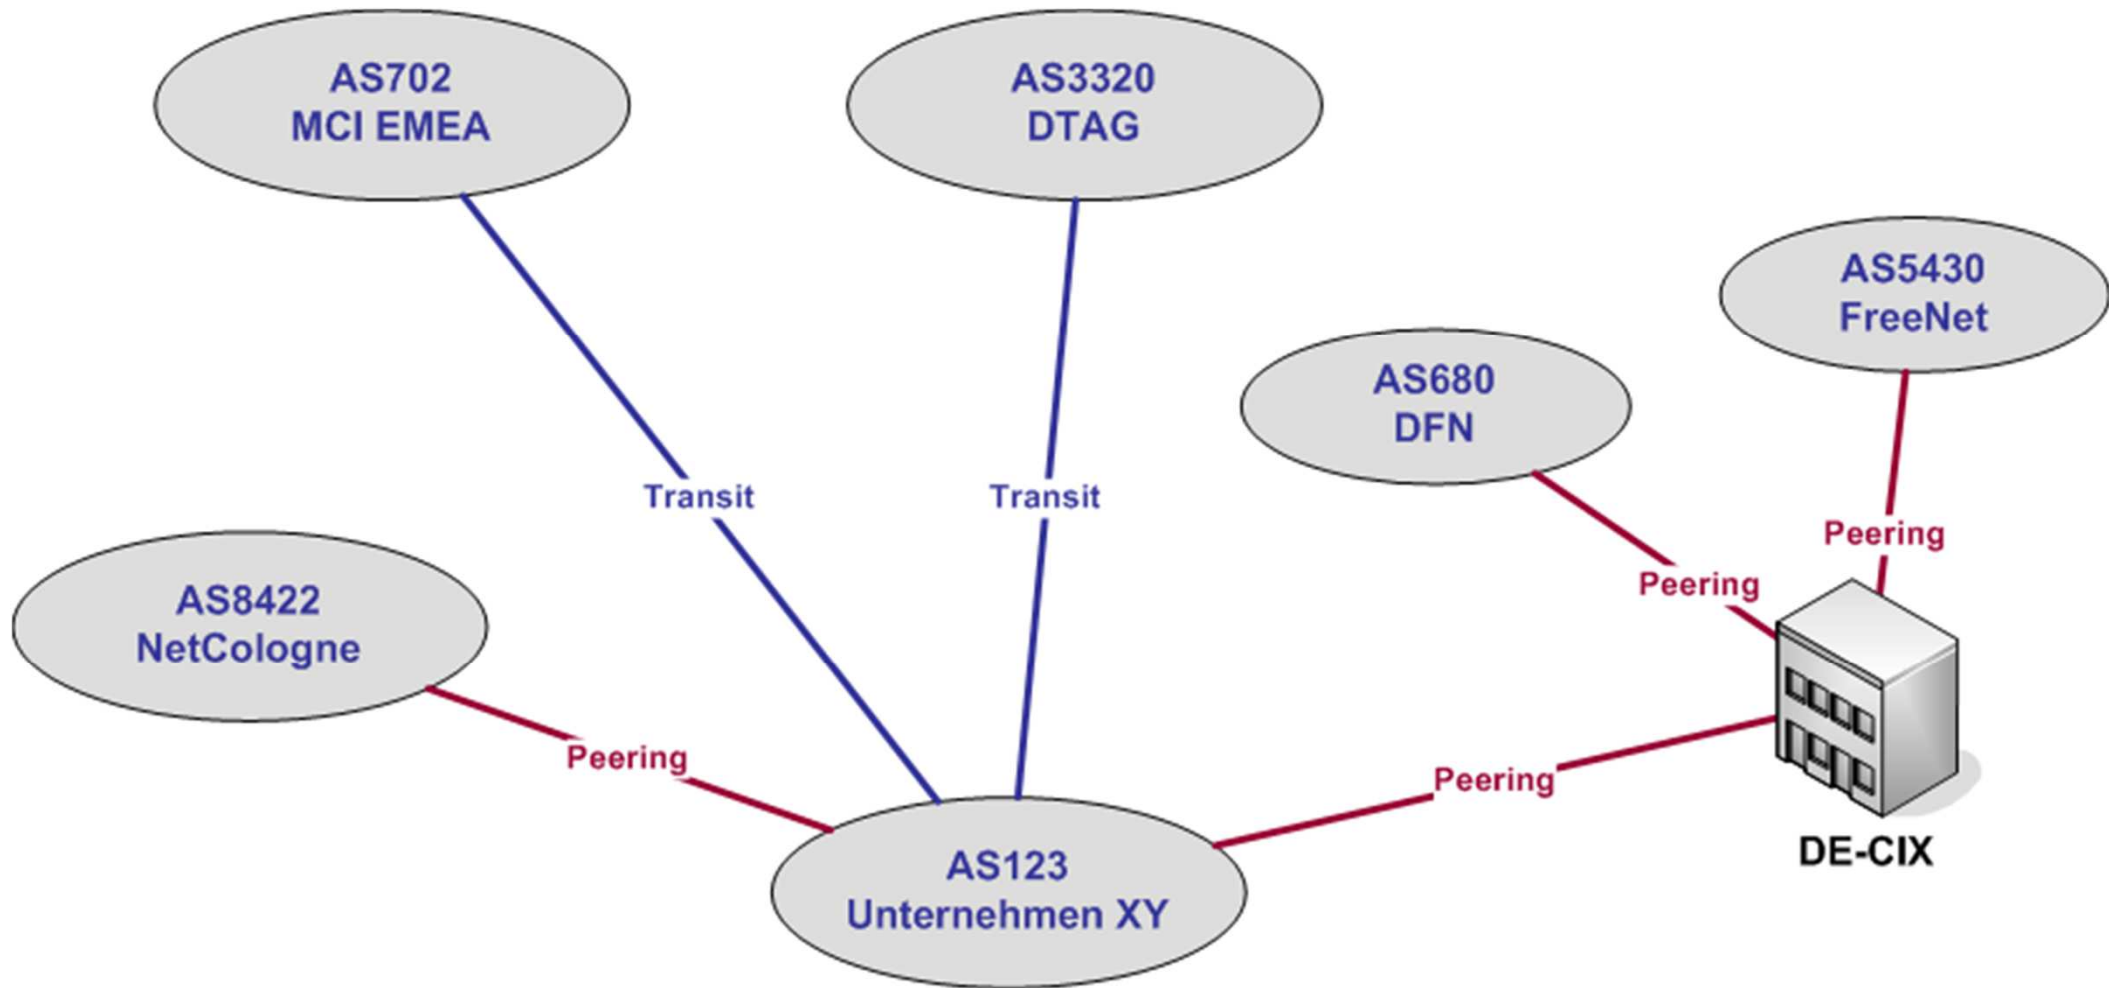 AS702
MCI EMEA
AS3320
DTAG
AS5430
FreeNet
AS680
DFN
Transit
Transit
Peering
Peering
AS8422
NetCologne
Peering
Peering
DE-CIX
AS123
Unternehmen XY